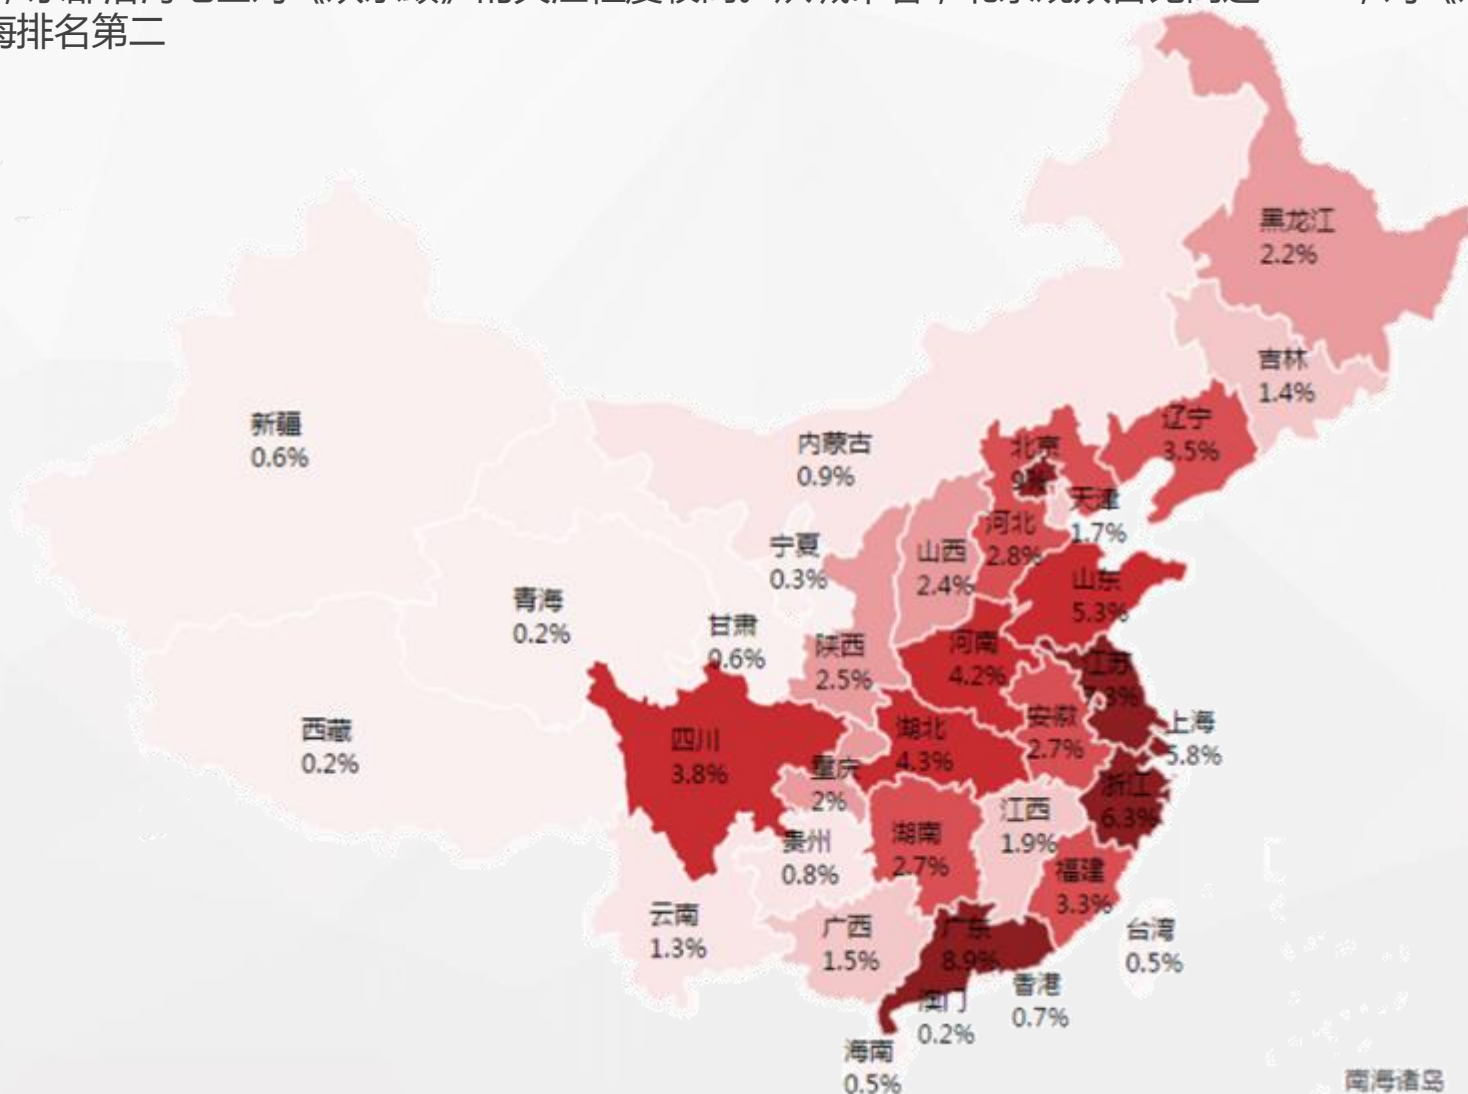 海排名第二
黑龙江
2.2%
吉林
1.4%
辽宁
3.5%
新疆
0.6%
内蒙古
0.9%
北京
9%
天津
1.7%
河北
2.8%
宁夏
0.3%
山西
2.4%
山东
5.3%
青海
0.2%
甘肃
0.6%
陕西
2.5%
河南
4.2%
江苏
西藏
0.2%
四川
3.8%
湖北
4.3%
安徽
2.7%
上海
5.8%
重庆
2%
浙江
6.3%
江西
1.9%
湖南
2.7%
贵州
0.8%
福建
3.3%
云南
1.3%
广西
1.5%
广东
8.9%
台湾
0.5%
香港
0.7%
澳门
0.2%
海南
0.5%
南海诸岛